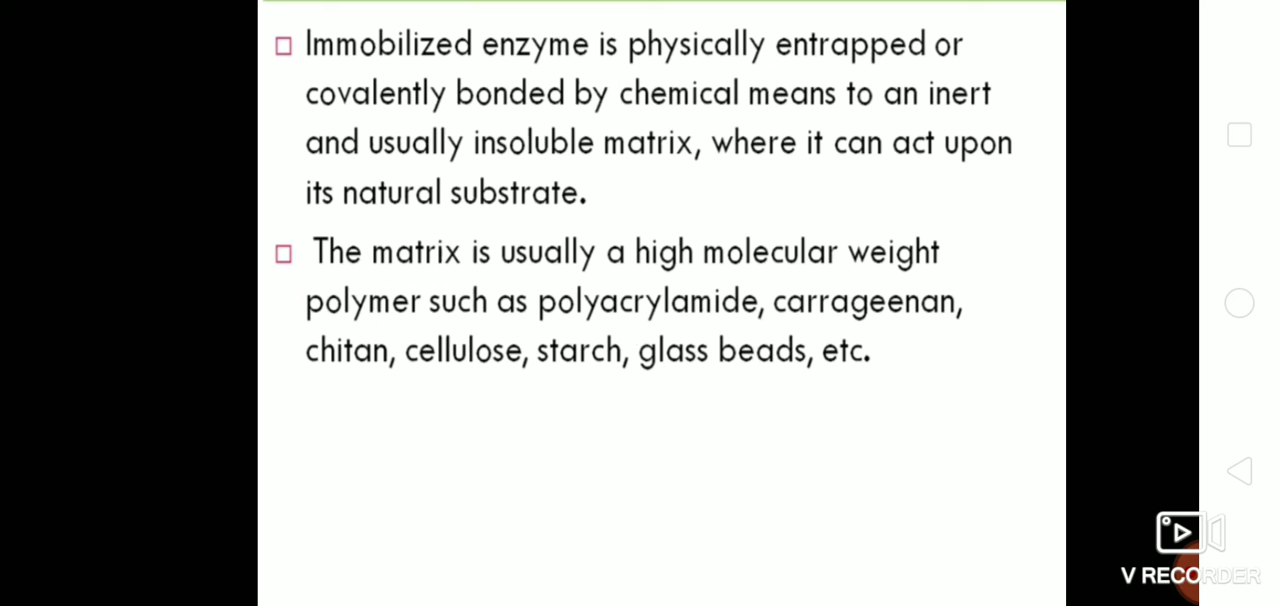 Immobilized enzyme is physically entrapped or
covalently bonded by chemical means to an inert
and usually insoluble matrix, where it can act upon
its natural substrate.
The matrix is usually a high molecular weight
polymer such as polyacrylamide, carrageenan,
chitan, cellulose, starch, glass beads, etc.
V RECORDER